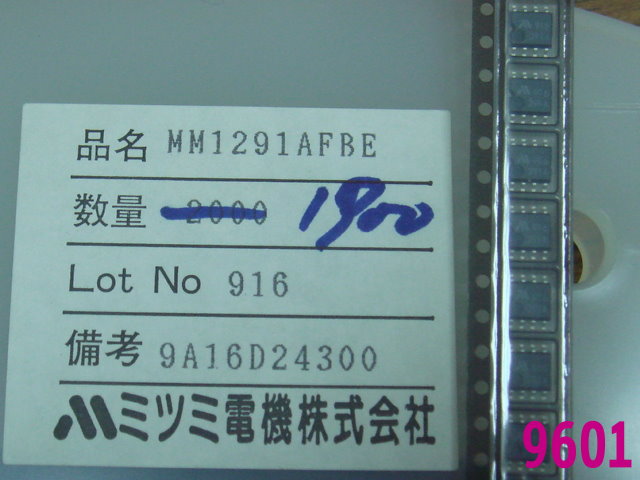 品名 MM1291AFBE
数量 2000 1900
Lot No 916
備考 9A16D24300
ミツミ電機株式会社
9601